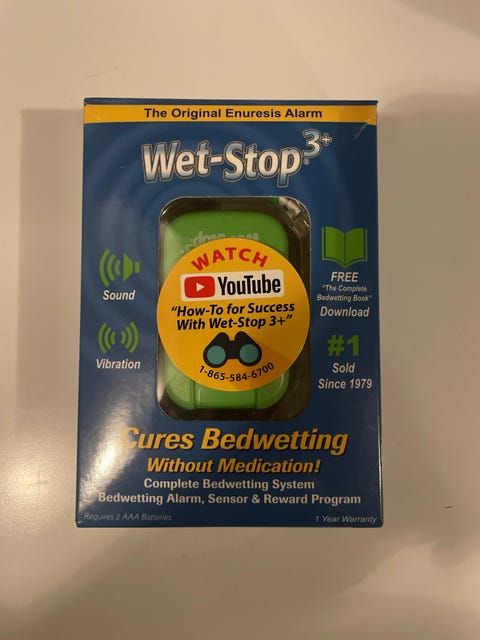 The Original Enuresis Alarm
Wet-Stop 3+
WATCH
YouTube
"How-To for Success
With Wet-Stop 3+"
1-865-584-6700
Sound
Vibration
FREE
"The Complete
Bedwetting Book"
Download
#1
Sold
Since 1979
Cures Bedwetting
Without Medication!
Complete Bedwetting System
Bedwetting Alarm, Sensor & Reward Program
Requires 2 AAA Batteries
1 Year Warranty